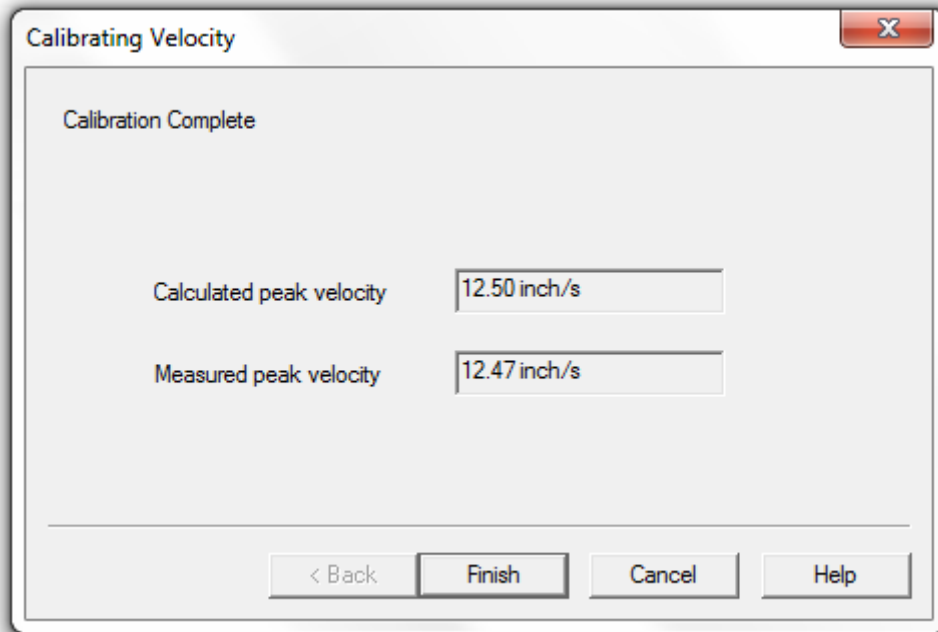 Calibrating Velocity
Calibration Complete
Calculated peak velocity 12.50 inch/s
Measured peak velocity 12.47 inch/s
< Back Finish Cancel Help